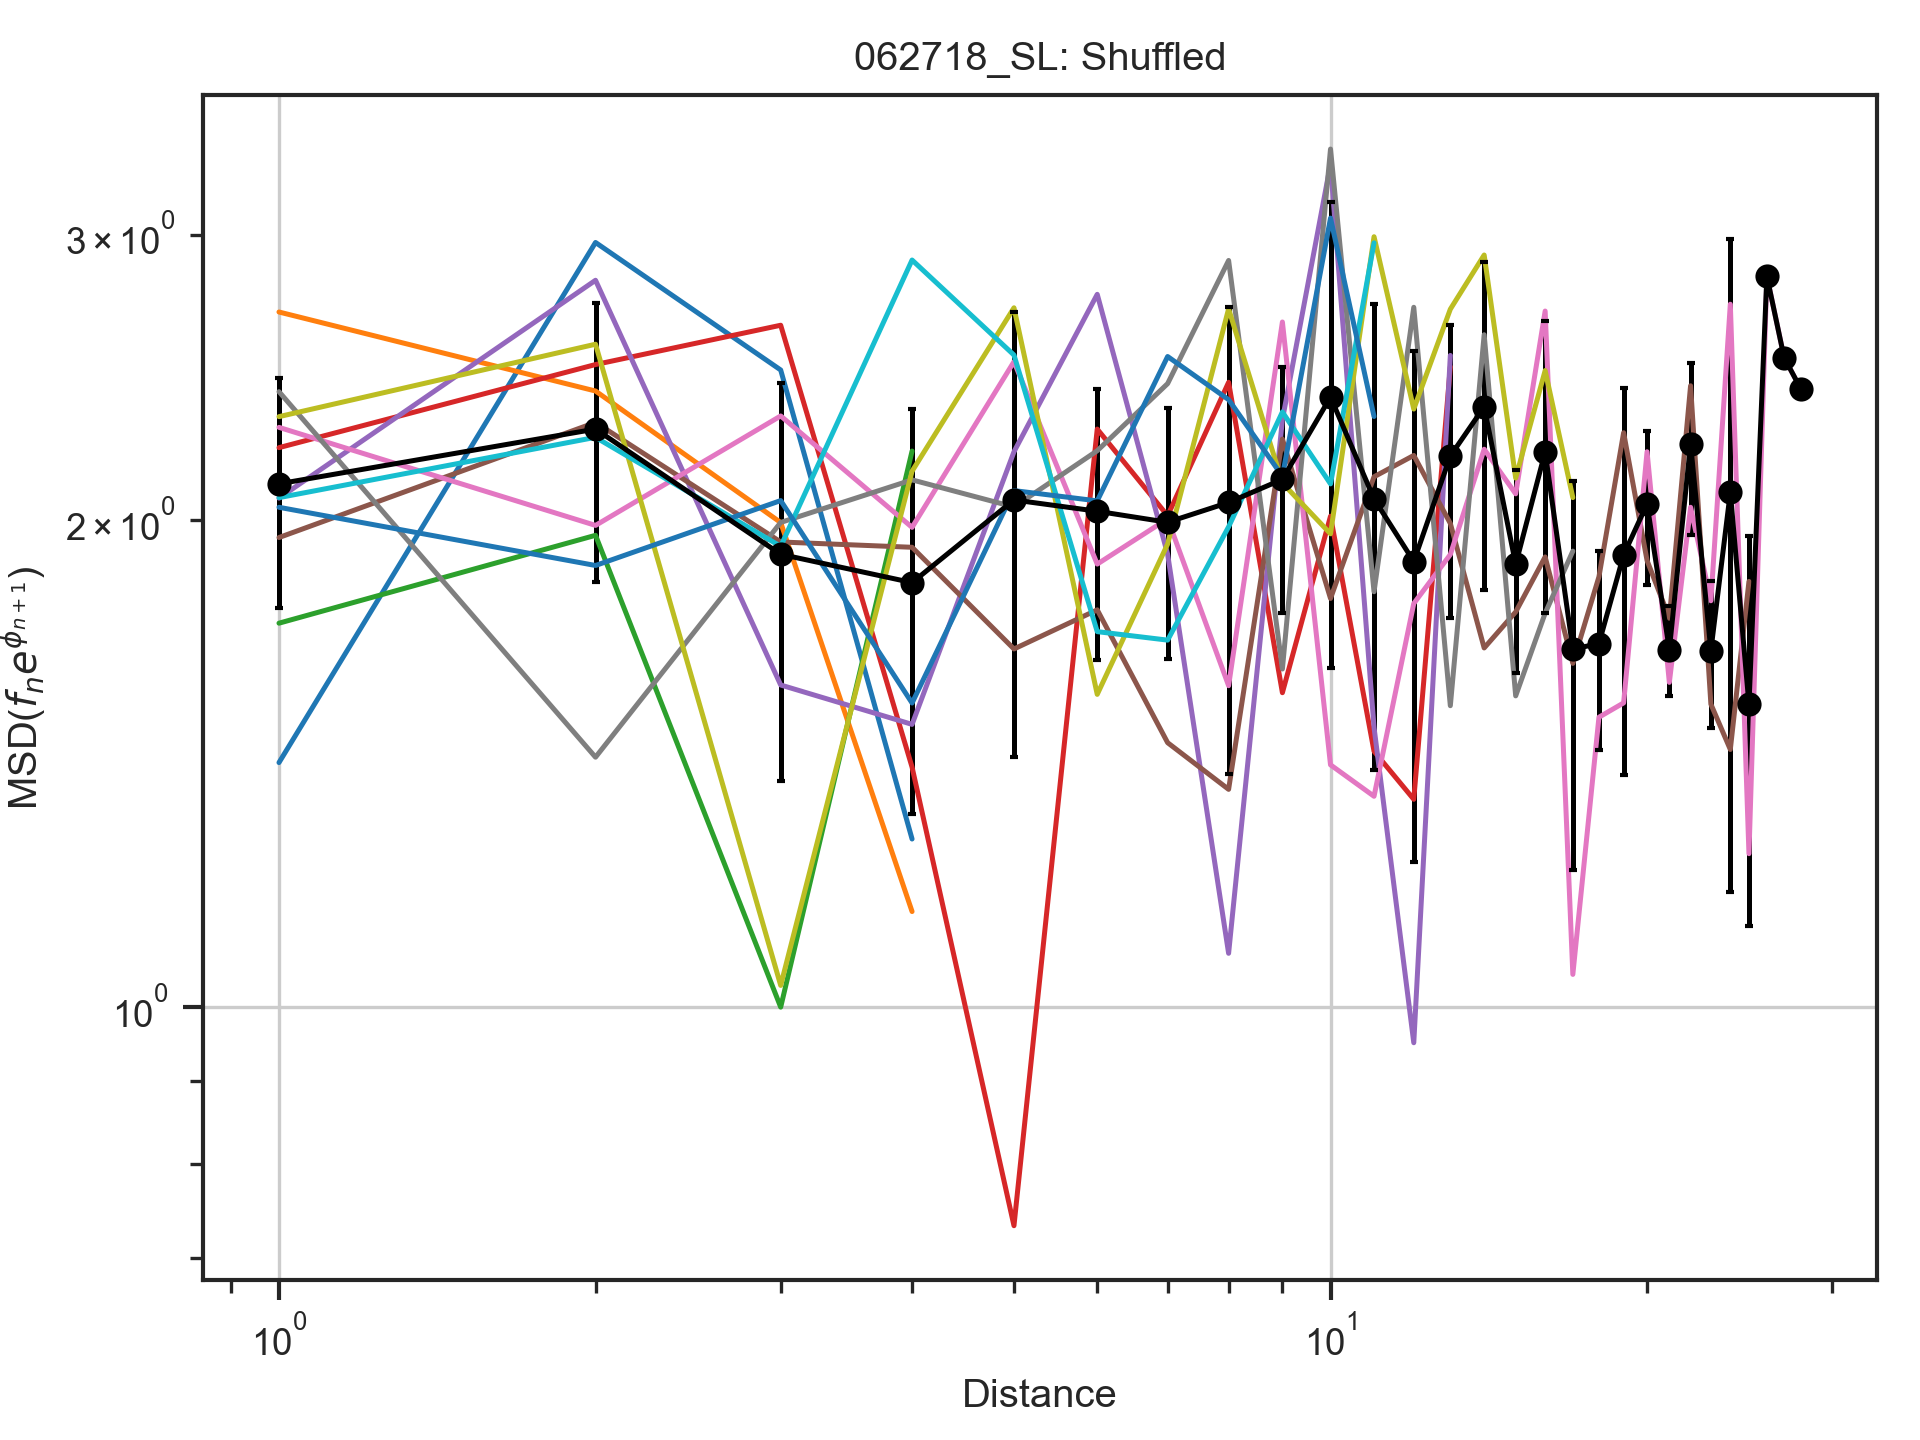 062718_SL: Shuffled
MSD(fₙe^ϕₙ₊₁)
3 × 10⁰
2 × 10⁰
10⁰
10⁰ 10¹
Distance